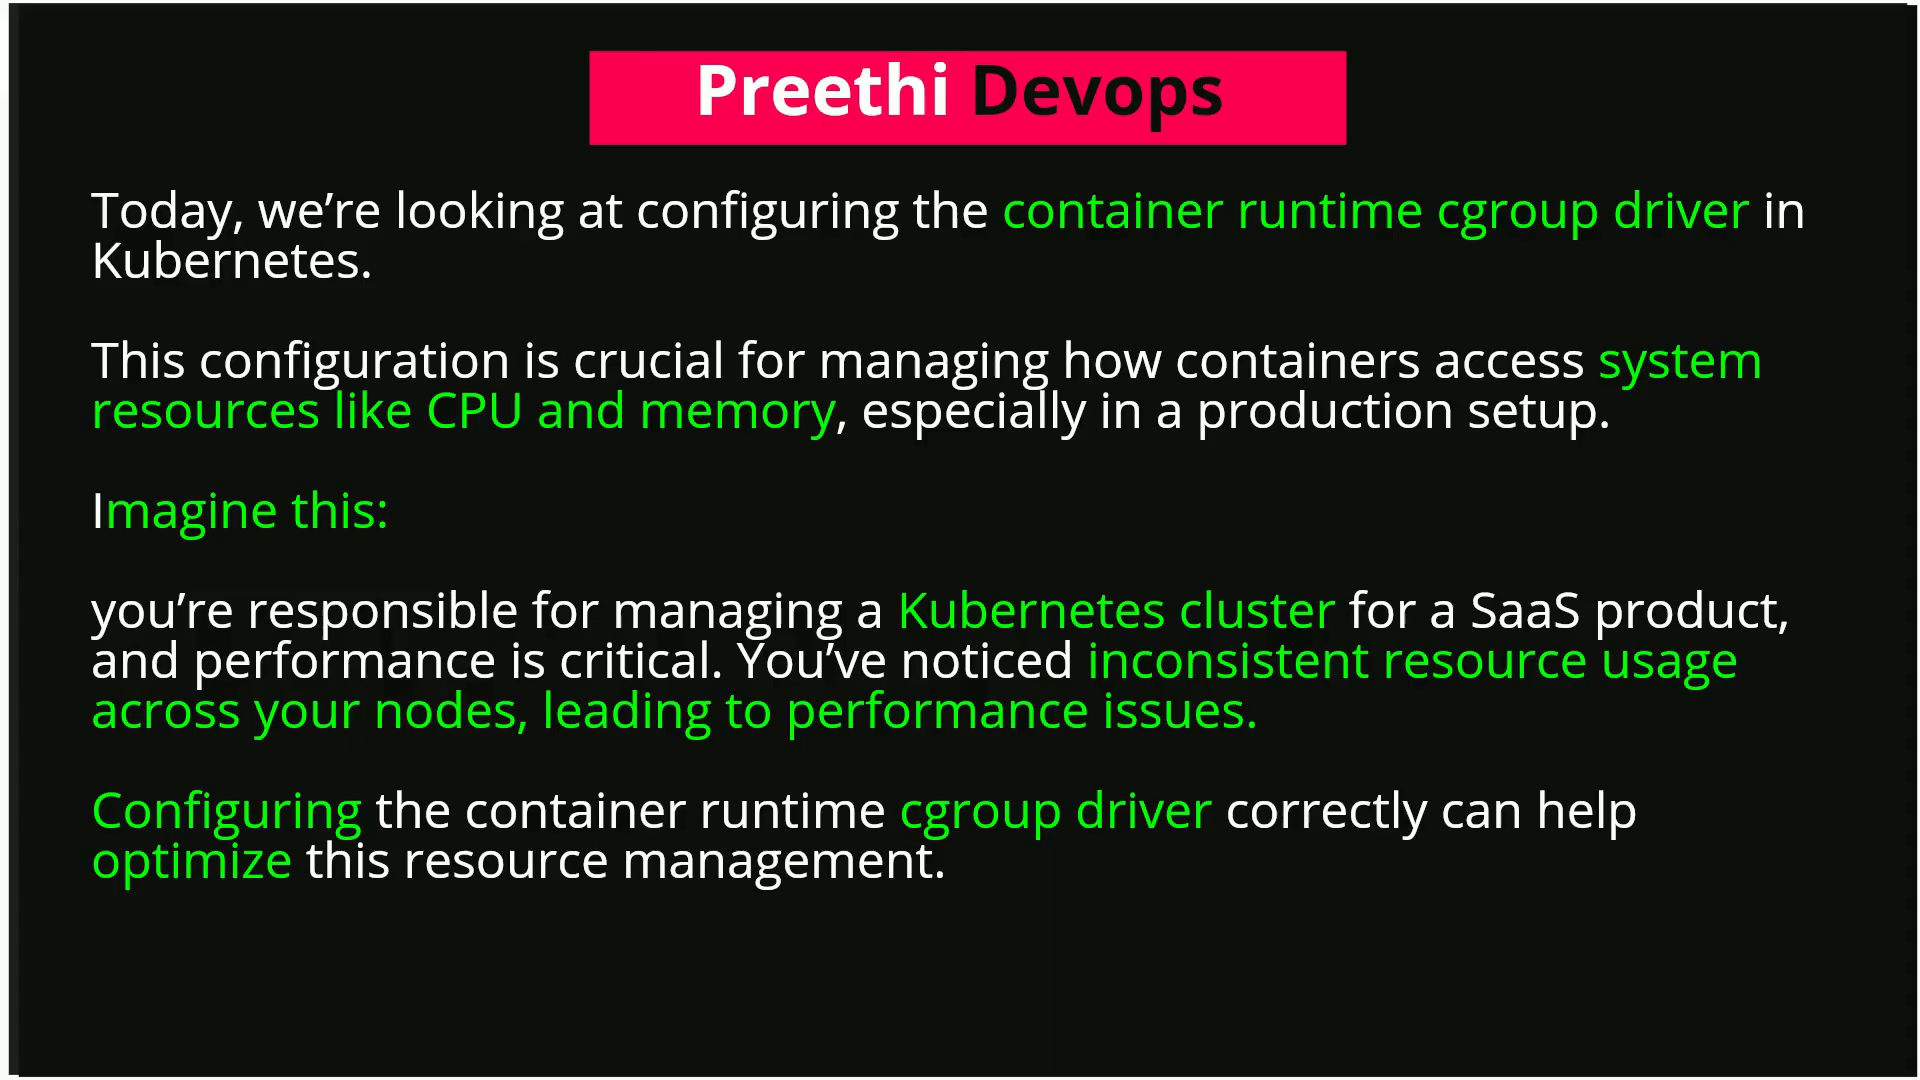 Preethi Devops
Today, we’re looking at configuring the container runtime cgroup driver in
Kubernetes.
This configuration is crucial for managing how containers access system
resources like CPU and memory, especially in a production setup.
Imagine this:
you’re responsible for managing a Kubernetes cluster for a SaaS product,
and performance is critical. You’ve noticed inconsistent resource usage
across your nodes, leading to performance issues.
Configuring the container runtime cgroup driver correctly can help
optimize this resource management.